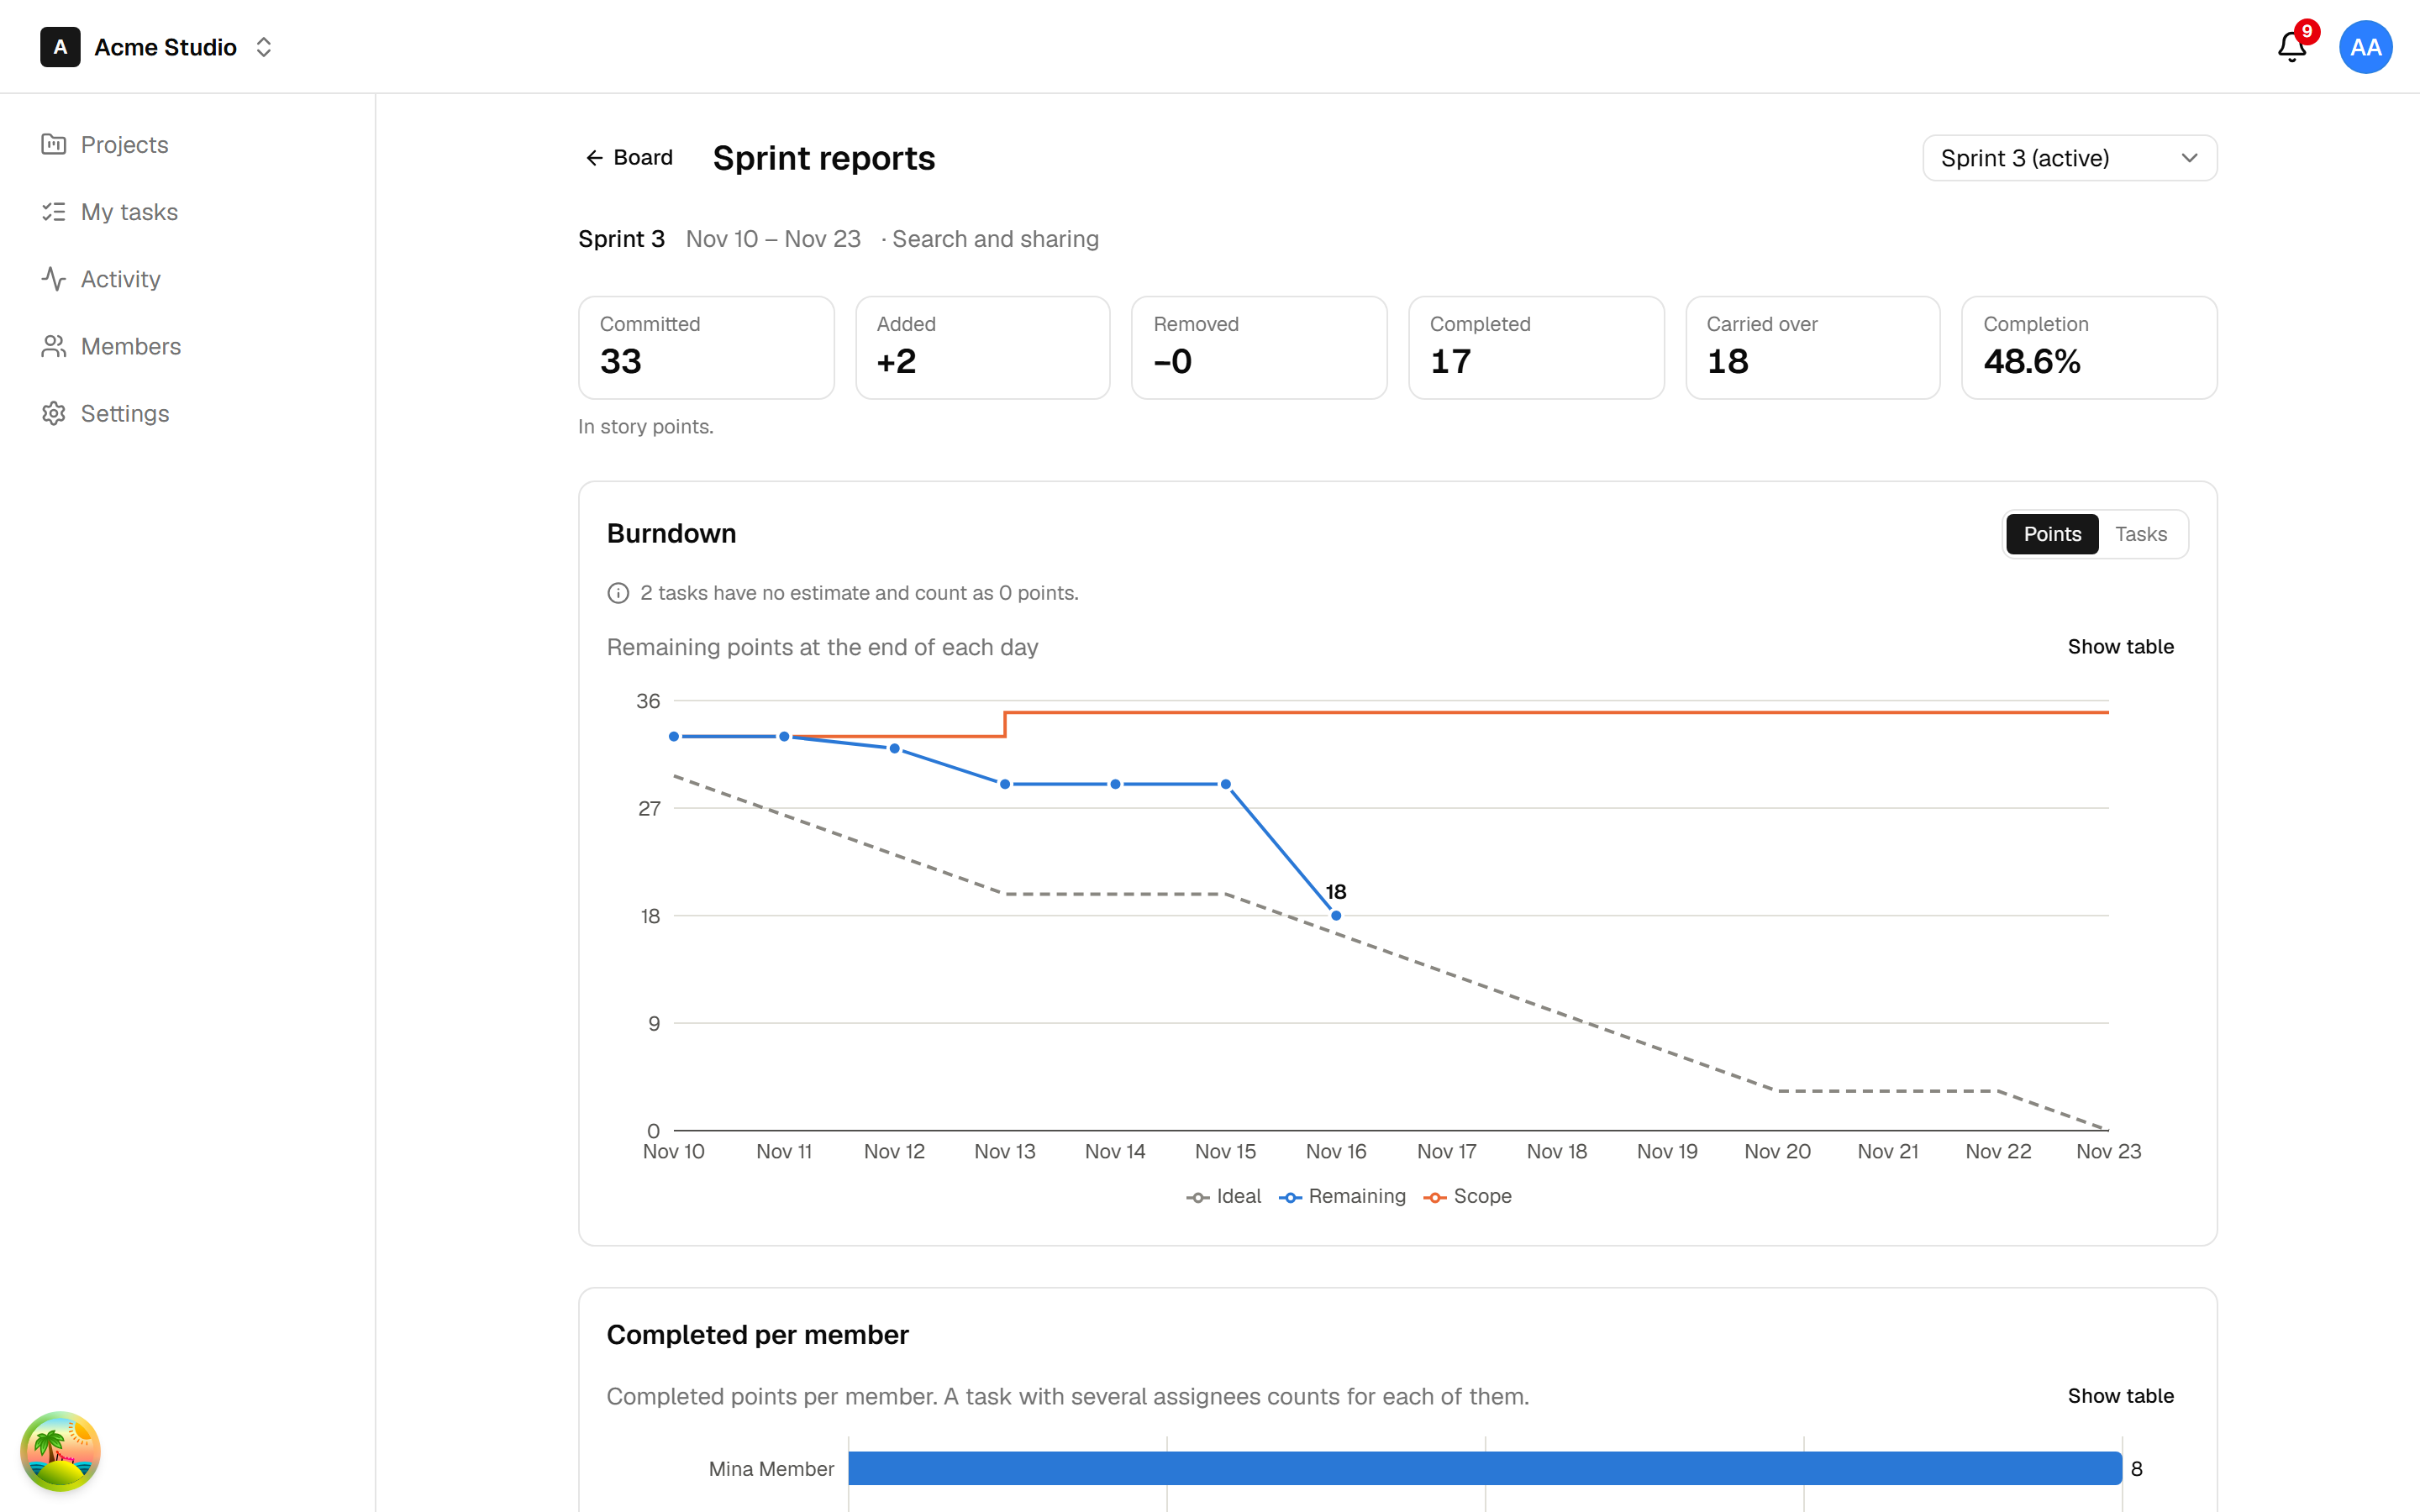 A Acme Studio
9
AA
Projects
My tasks
Activity
Members
Settings
Board
Sprint reports
Sprint 3 (active)
Sprint 3 Nov 10 – Nov 23 · Search and sharing
Committed
33
Added
+2
Removed
−0
Completed
17
Carried over
18
Completion
48.6%
In story points.
Burndown
Points
Tasks
2 tasks have no estimate and count as 0 points.
Remaining points at the end of each day
Show table
36
27
18
9
0
18
Nov 10
Nov 11
Nov 12
Nov 13
Nov 14
Nov 15
Nov 16
Nov 17
Nov 18
Nov 19
Nov 20
Nov 21
Nov 22
Nov 23
Ideal
Remaining
Scope
Completed per member
Completed points per member. A task with several assignees counts for each of them.
Show table
Mina Member
8